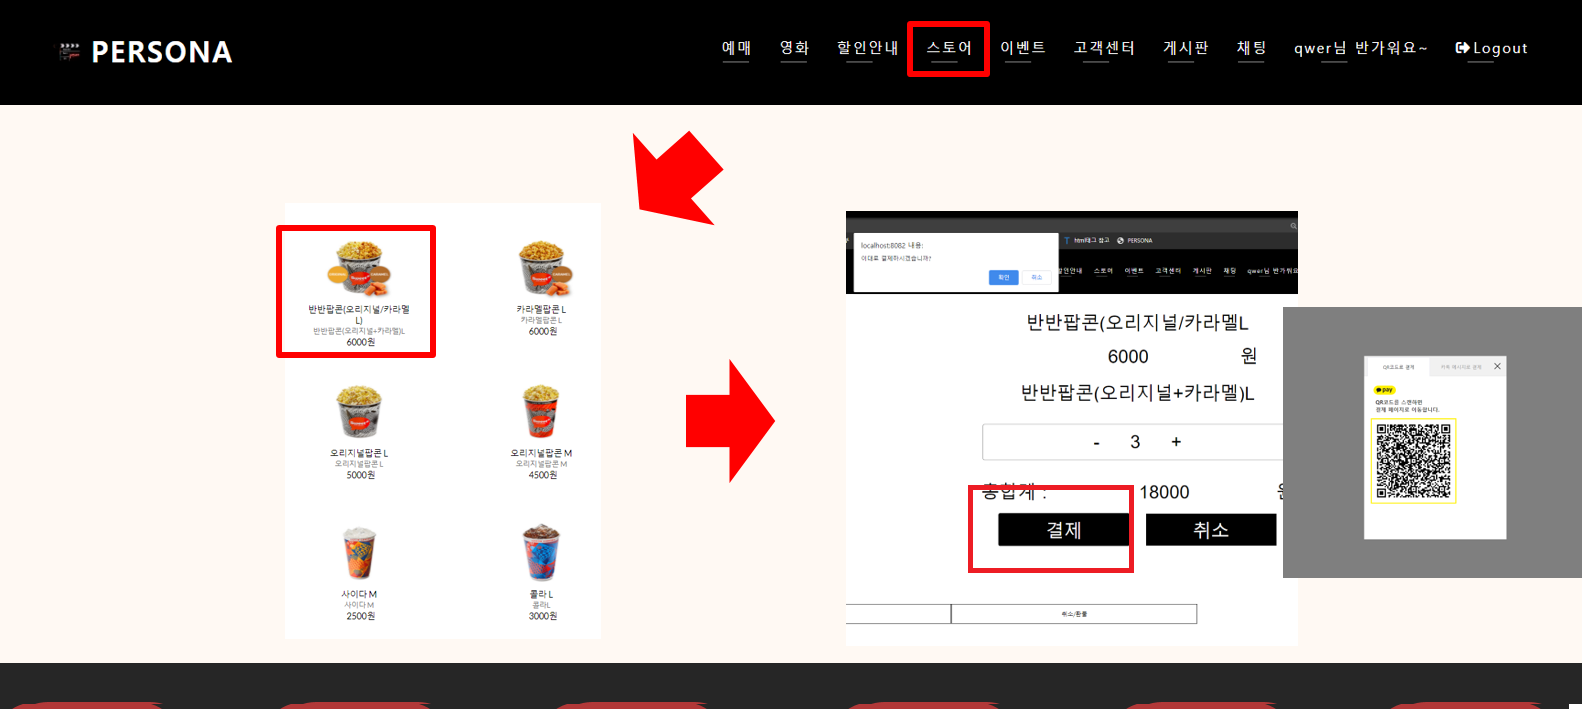 PERSONA
예매 영화 할인안내 스토어 이벤트 고객센터 게시판 채팅 qwer님 반가워요~ Logout
반반팝콘(오리지널/카라멜
L)
반반팝콘(오리지널+카라멜)L
6000원
카라멜팝콘 L
카라멜팝콘 L
6000원
오리지널팝콘 L
오리지널팝콘 L
5000원
오리지널팝콘 M
오리지널팝콘 M
4500원
사이다 M
사이다 M
2500원
콜라 L
콜라L
3000원
html태그 참고 PERSONA
localhost:8082 내용:
이대로 결제하시겠습니까?
확인 취소
할인안내 스토어 이벤트 고객센터 게시판 채팅 qwer님 반가워요
반반팝콘(오리지널/카라멜L
6000 원
반반팝콘(오리지널+카라멜)L
- 3 +
총합계 : 18000 원
결제 취소
취소/환불
QR코드로 결제 카톡 메시지로 결제
pay
QR코드를 스캔하면
결제 페이지로 이동합니다.